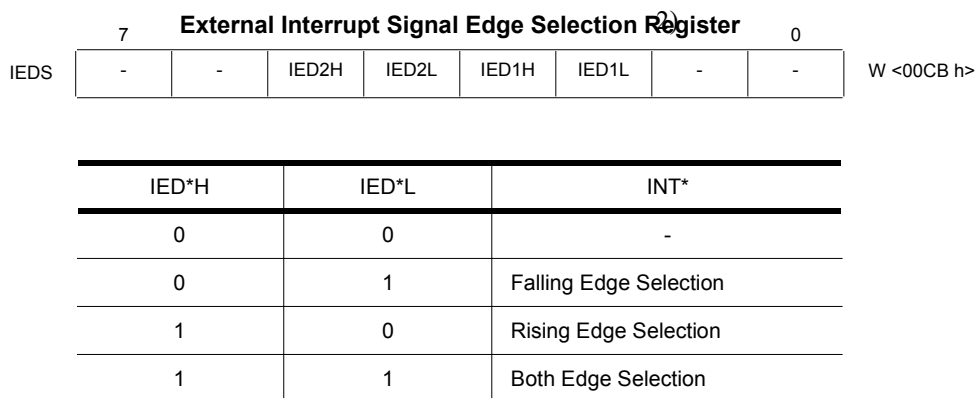 External Interrupt Signal Edge Selection Register 2)
7 0
IEDS - - IED2H IED2L IED1H IED1L - - W <00CB h>
IED*H IED*L INT*
0 0 -
0 1 Falling Edge Selection
1 0 Rising Edge Selection
1 1 Both Edge Selection